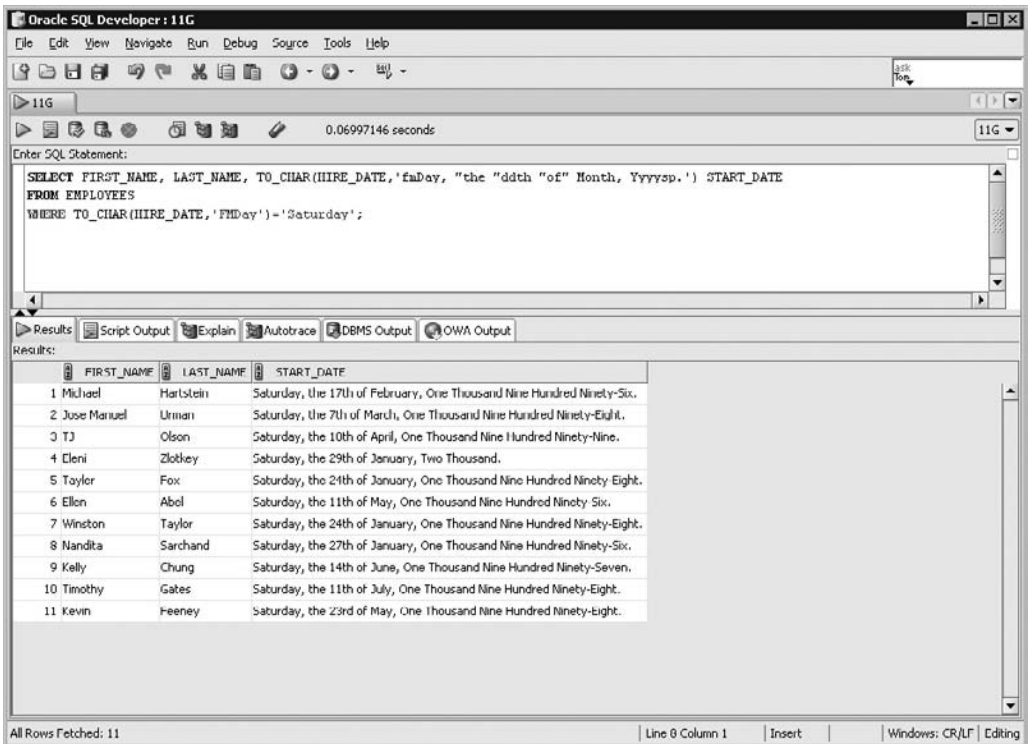 Oracle SQL Developer : 11G
File Edit View Navigate Run Debug Source Tools Help
ask Tom
11G
0.06997146 seconds
11G
Enter SQL Statement:
SELECT FIRST_NAME, LAST_NAME, TO_CHAR(HIRE_DATE,'fmDay, "the "ddth "of" Month, Yyyysp.') START_DATE
FROM EMPLOYEES
WHERE TO_CHAR(HIRE_DATE,'FMDay')='Saturday';
Results Script Output Explain Autotrace DBMS Output OWA Output
Results:
FIRST_NAME LAST_NAME START_DATE
1 Michael Hartstein Saturday, the 17th of February, One Thousand Nine Hundred Ninety-Six.
2 Jose Manuel Urman Saturday, the 7th of March, One Thousand Nine Hundred Ninety-Eight.
3 TJ Olson Saturday, the 10th of April, One Thousand Nine Hundred Ninety-Nine.
4 Eleni Zlotkey Saturday, the 29th of January, Two Thousand.
5 Tayler Fox Saturday, the 24th of January, One Thousand Nine Hundred Ninety-Eight.
6 Ellen Abel Saturday, the 11th of May, One Thousand Nine Hundred Ninety-Six.
7 Winston Taylor Saturday, the 24th of January, One Thousand Nine Hundred Ninety-Eight.
8 Nandita Sarchand Saturday, the 27th of January, One Thousand Nine Hundred Ninety-Six.
9 Kelly Chung Saturday, the 14th of June, One Thousand Nine Hundred Ninety-Seven.
10 Timothy Gates Saturday, the 11th of July, One Thousand Nine Hundred Ninety-Eight.
11 Kevin Feeney Saturday, the 23rd of May, One Thousand Nine Hundred Ninety-Eight.
All Rows Fetched: 11 Line 8 Column 1 Insert Windows: CR/LF Editing